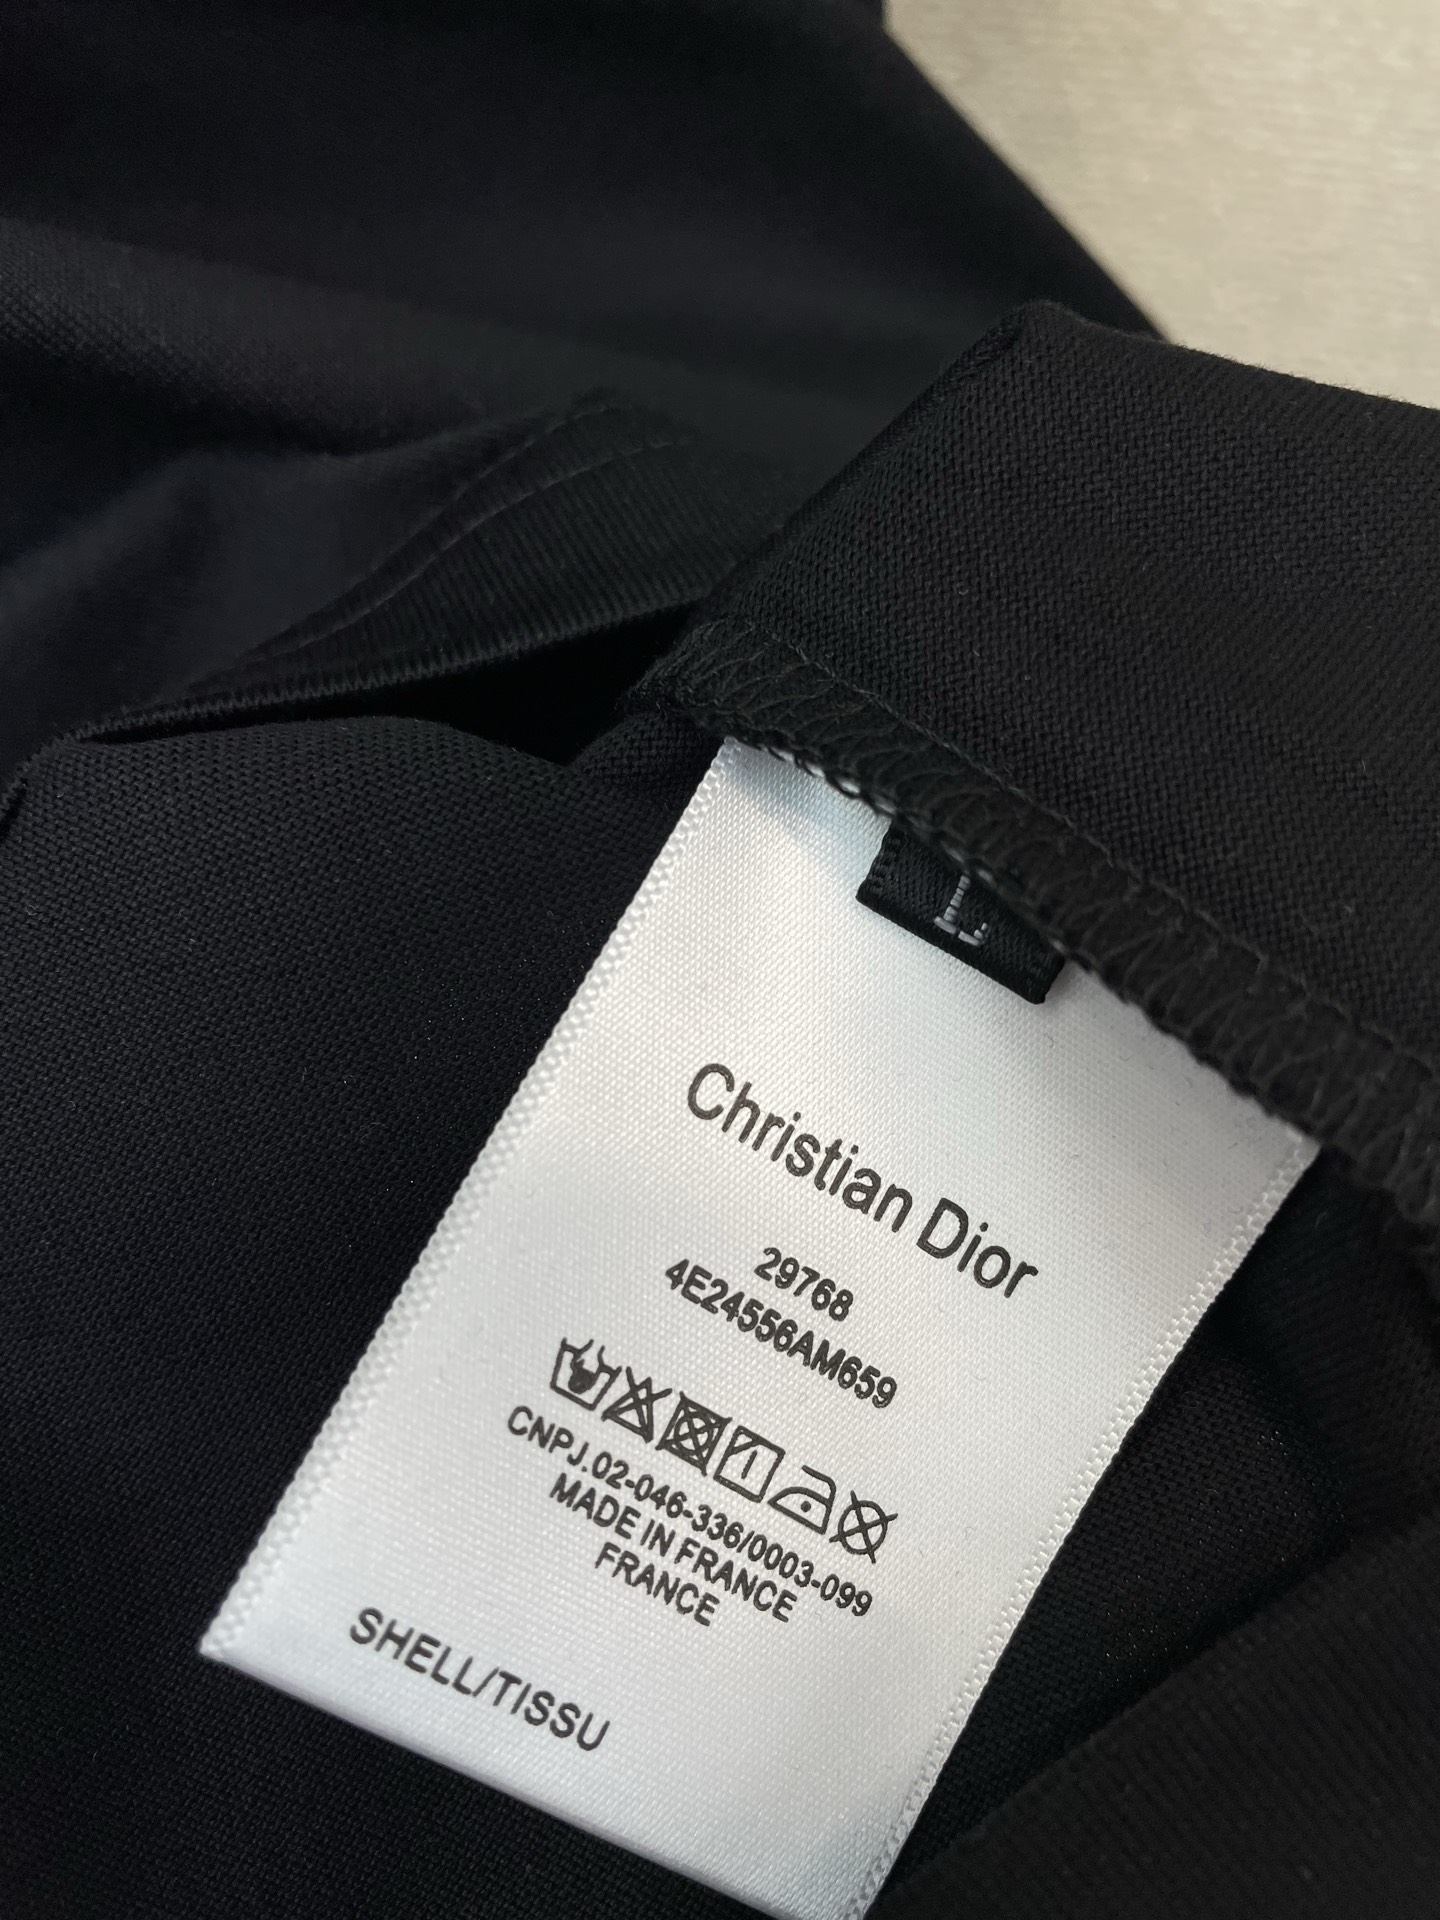 L
Christian Dior
29768
4E24556AM659
CNPJ.02-046-336/0003-099
MADE IN FRANCE
FRANCE
SHELL/TISSU